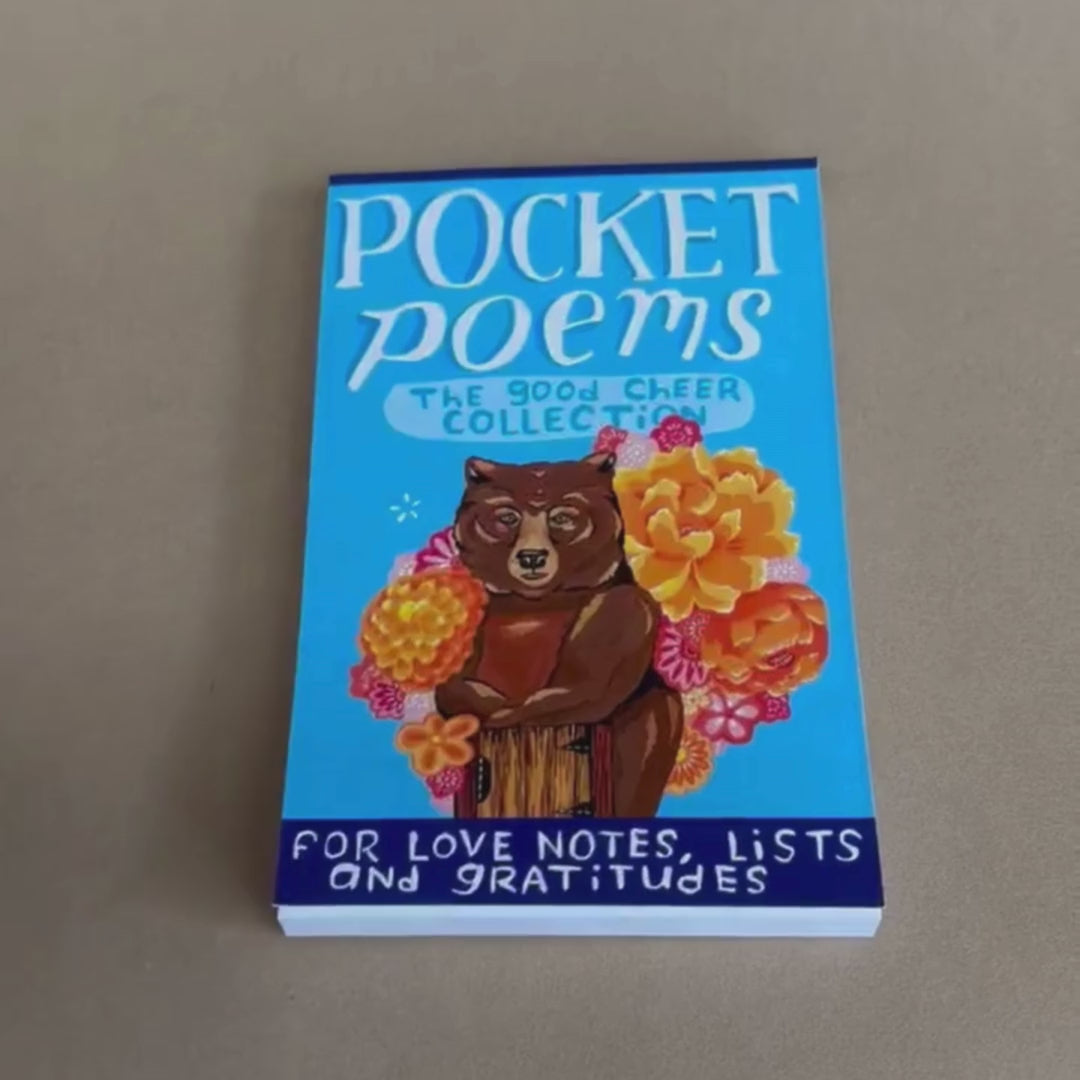 POCKET
poems
THE good ChEER
COLLECTiON
FOR LOVE NOTES, LiSTS
aNd gRATiTUdES